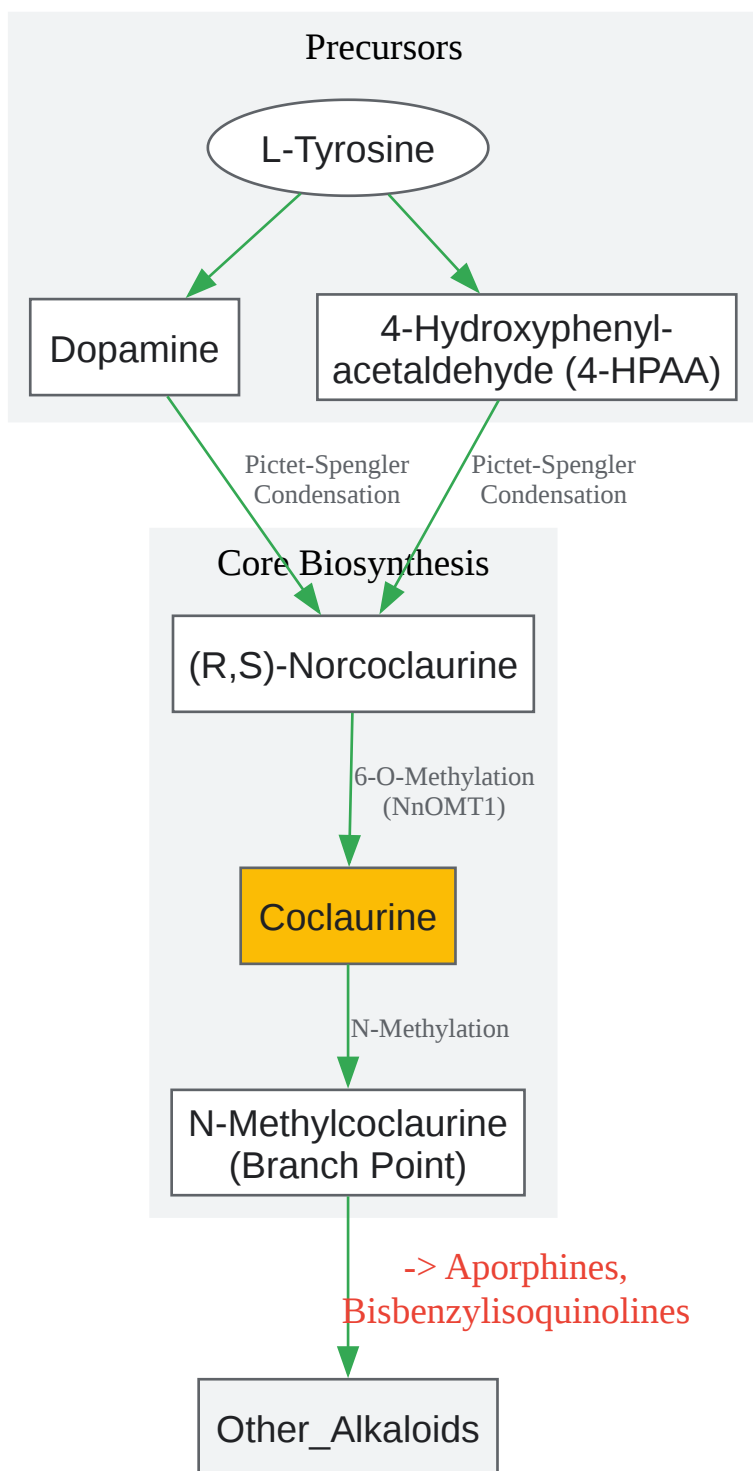 Precursors
L-Tyrosine
Dopamine
4-Hydroxyphenyl-
acetaldehyde (4-HPAA)
Pictet-Spengler
Condensation
Pictet-Spengler
Condensation
Core Biosynthesis
(R,S)-Norcoclaurine
6-O-Methylation
(NnOMT1)
Coclaurine
N-Methylation
N-Methylcoclaurine
(Branch Point)
-> Aporphines,
Bisbenzylisoquinolines
Other_Alkaloids